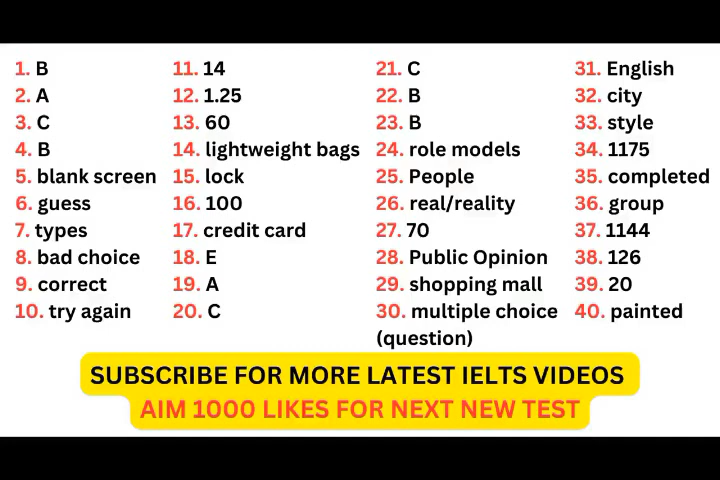 1. B
2. A
3. C
4. B
5. blank screen
6. guess
7. types
8. bad choice
9. correct
10. try again
11. 14
12. 1.25
13. 60
14. lightweight bags
15. lock
16. 100
17. credit card
18. E
19. A
20. C
21. C
22. B
23. B
24. role models
25. People
26. real/reality
27. 70
28. Public Opinion
29. shopping mall
30. multiple choice
(question)
31. English
32. city
33. style
34. 1175
35. completed
36. group
37. 1144
38. 126
39. 20
40. painted
SUBSCRIBE FOR MORE LATEST IELTS VIDEOS
AIM 1000 LIKES FOR NEXT NEW TEST